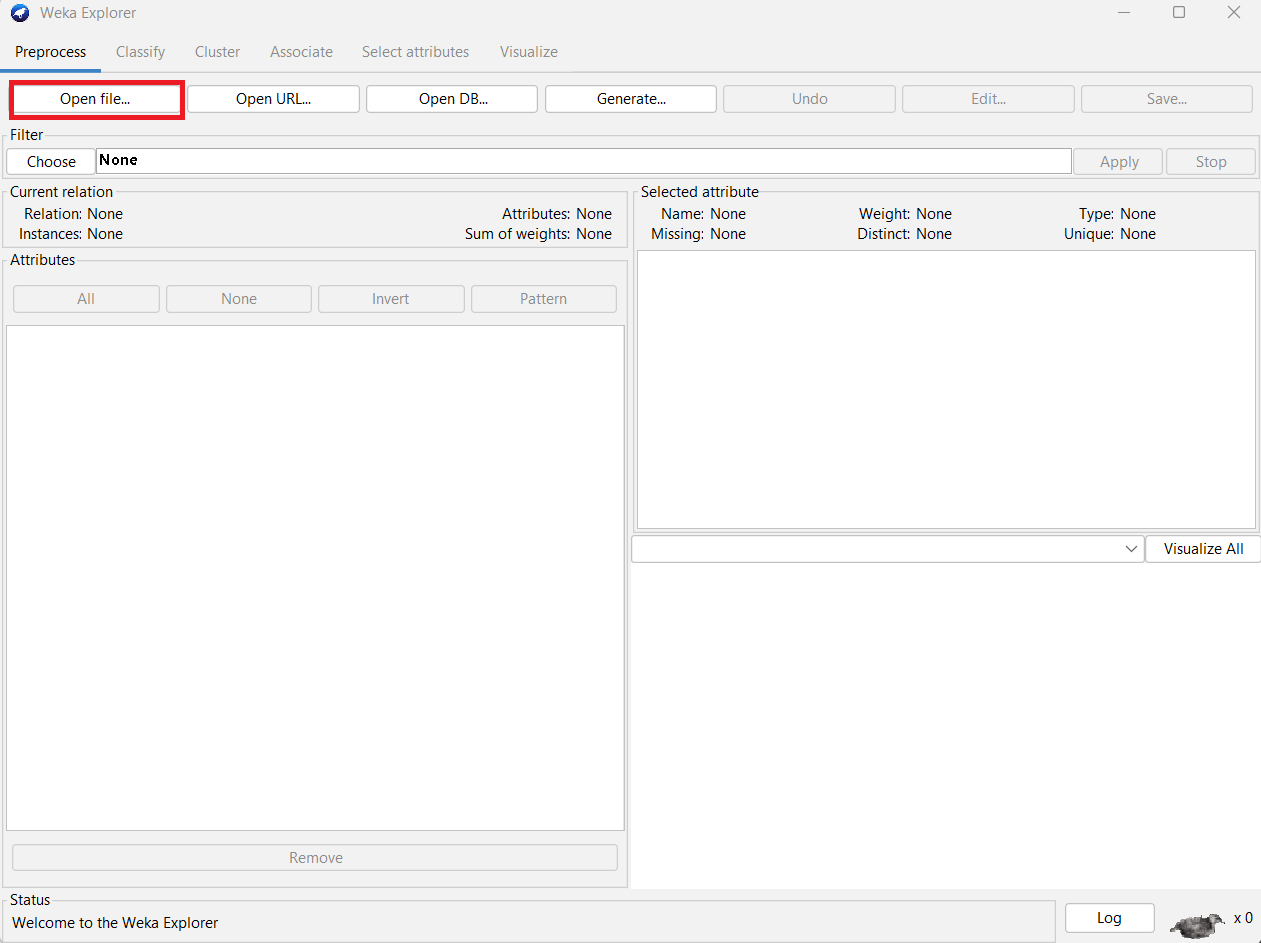 Weka Explorer
Preprocess Classify Cluster Associate Select attributes Visualize
Open file... Open URL... Open DB... Generate... Undo Edit... Save...
Filter
Choose None Apply Stop
Current relation
Relation: None Attributes: None
Instances: None Sum of weights: None
Attributes
All None Invert Pattern
Remove
Selected attribute
Name: None Weight: None Type: None
Missing: None Distinct: None Unique: None
Visualize All
Status
Welcome to the Weka Explorer
Log x 0